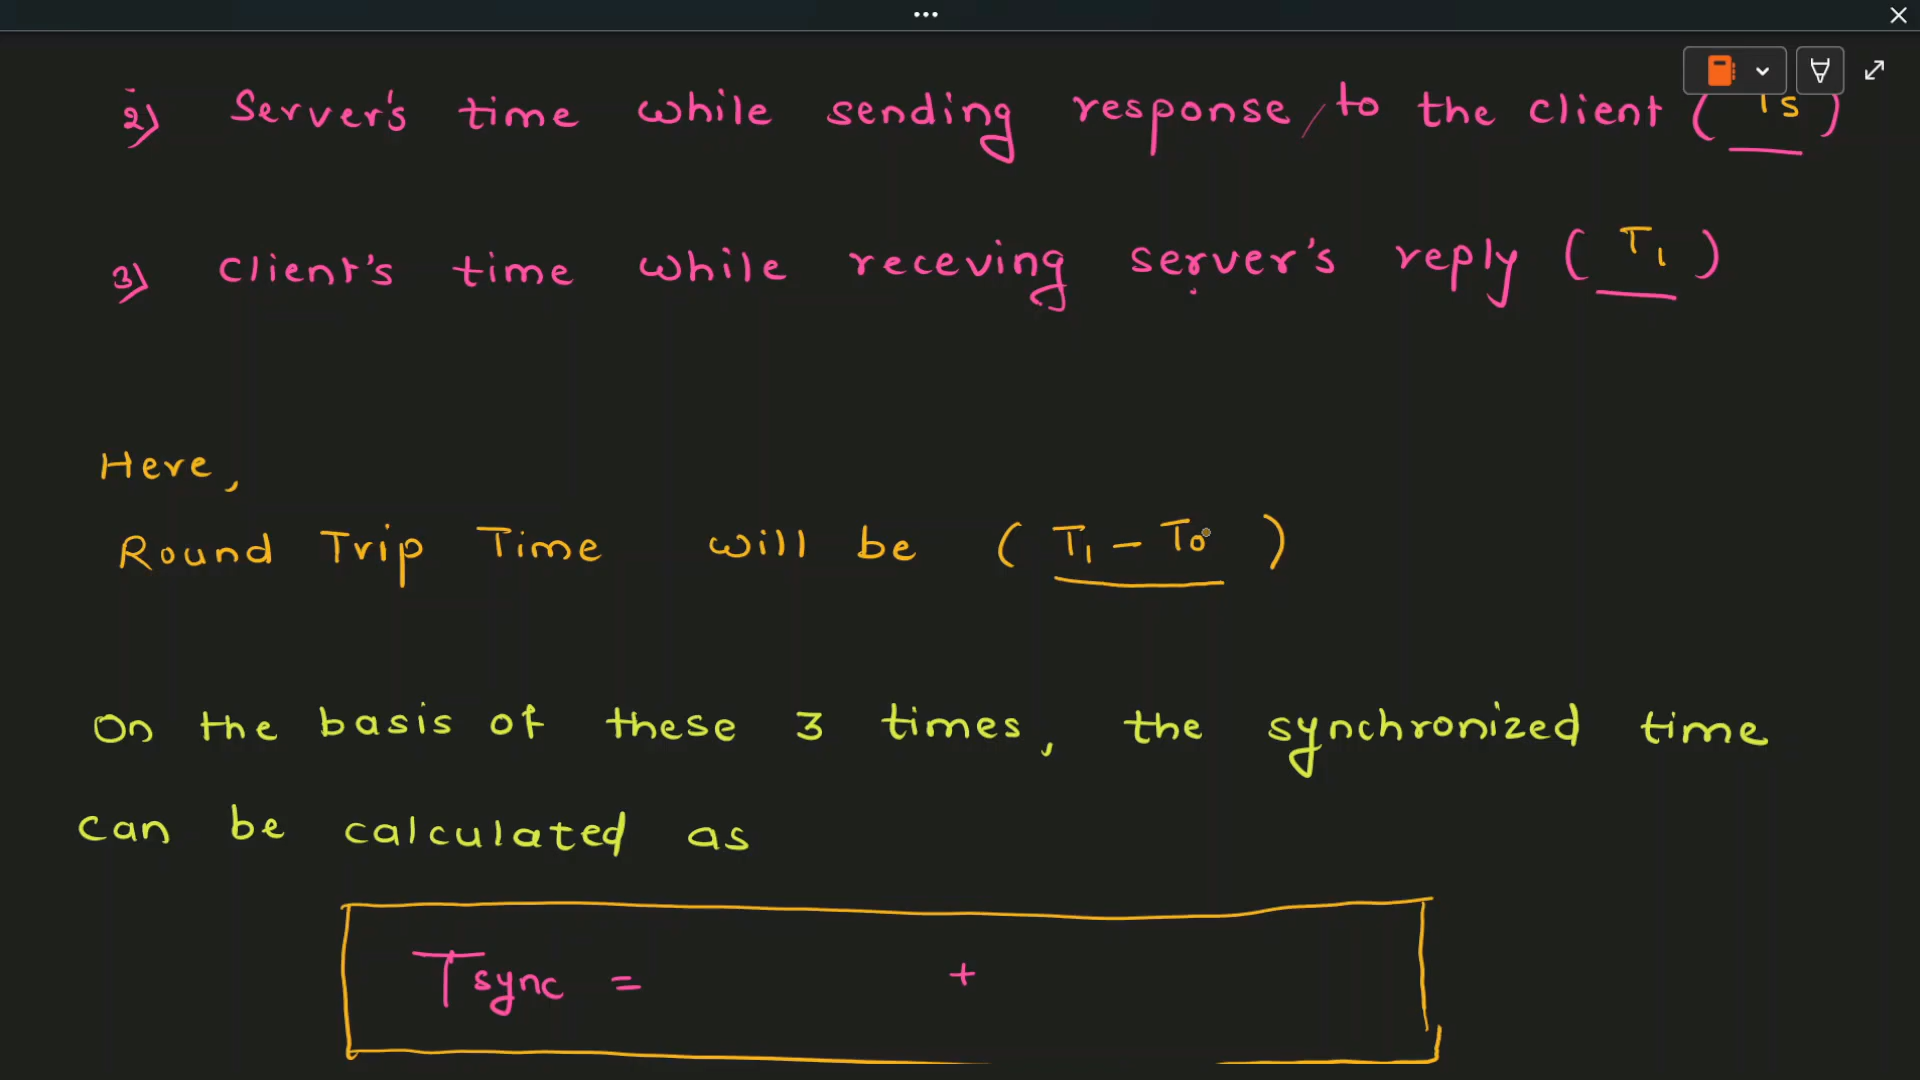 2) Server's time while sending response, to the client ( Ts )
3) Client's time while receving server's reply ( T1 )
Here,
Round Trip Time will be ( T1 - To )
On the basis of these 3 times, the synchronized time
can be calculated as
Tsync = +